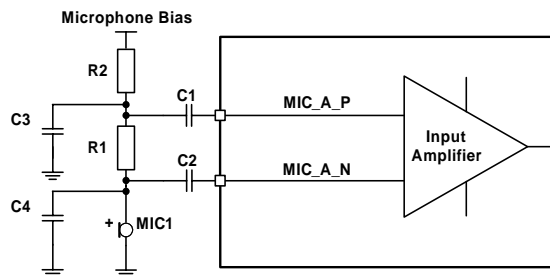 Microphone Bias
R2
C1
MIC_A_P
C3
R1
Input
Amplifier
C2
MIC_A_N
C4
+
MIC1